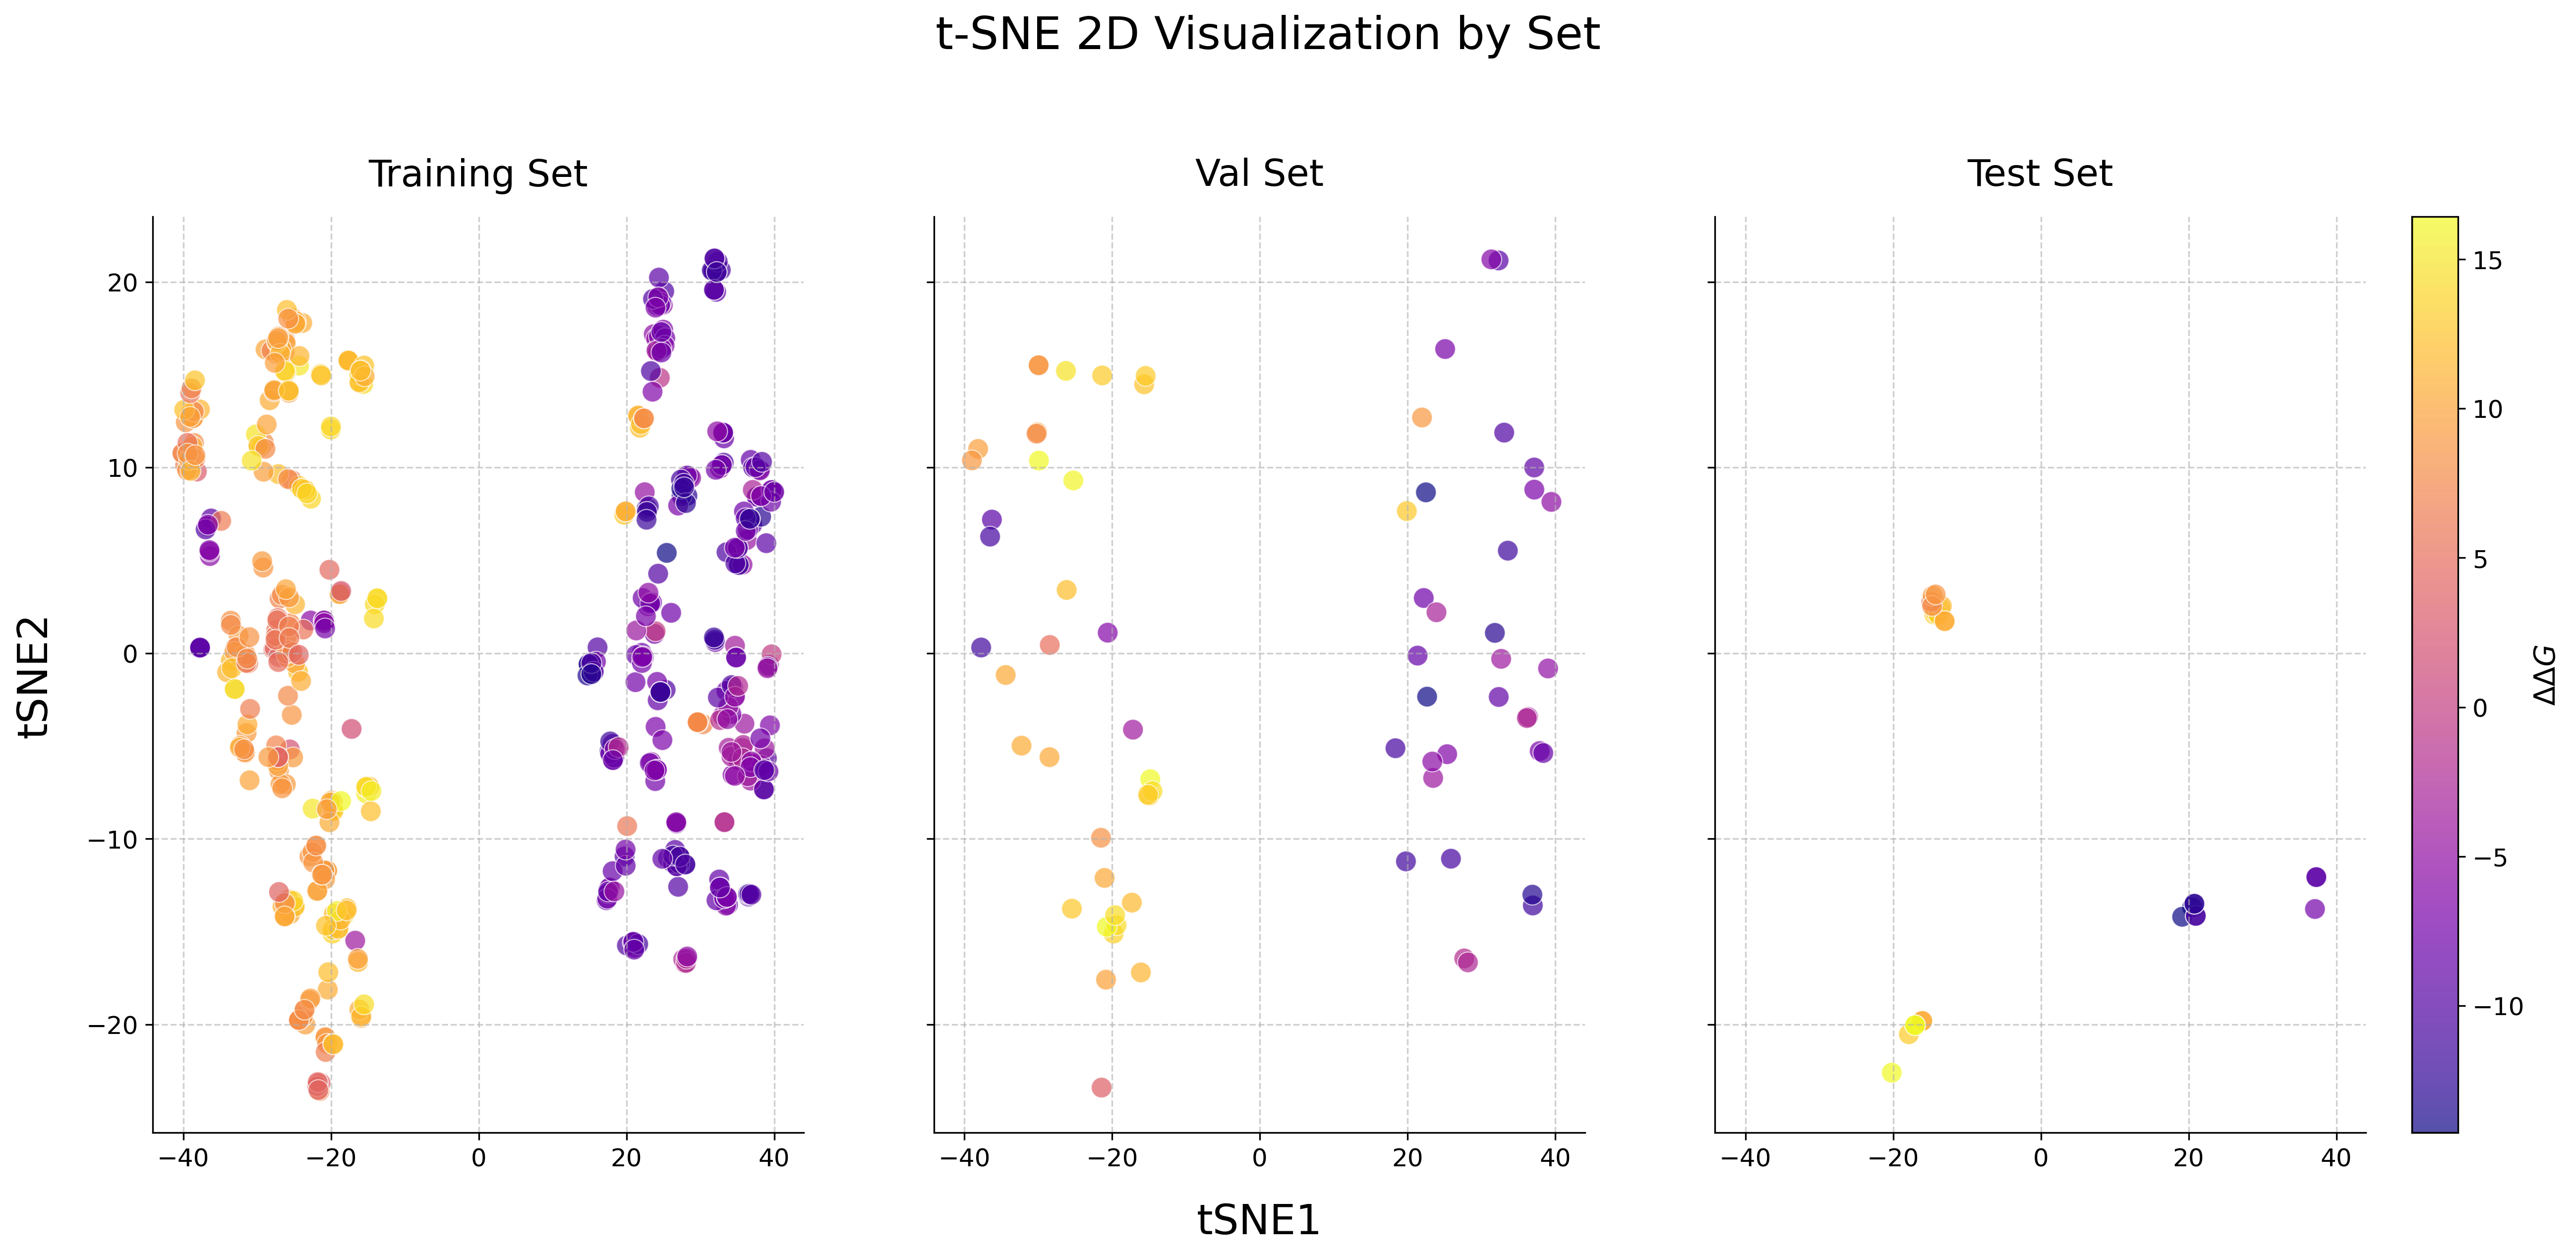 t-SNE 2D Visualization by Set
Training Set
Val Set
Test Set
tSNE2
20
10
0
−10
−20
−40 −20 0 20 40
−40 −20 0 20 40
−40 −20 0 20 40
tSNE1
15
10
5
0
−5
−10
ΔΔG